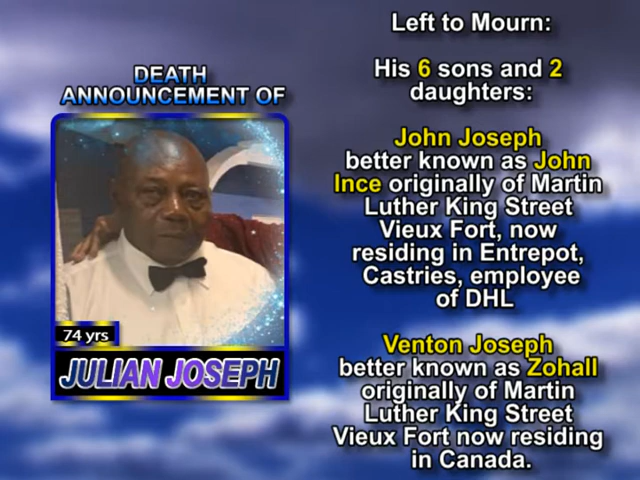 DEATH
ANNOUNCEMENT OF
74 yrs
JULIAN JOSEPH
Left to Mourn:
His 6 sons and 2
daughters:
John Joseph
better known as John
Ince originally of Martin
Luther King Street
Vieux Fort, now
residing in Entrepot,
Castries, employee
of DHL
Venton Joseph
better known as Zohall
originally of Martin
Luther King Street
Vieux Fort now residing
in Canada.